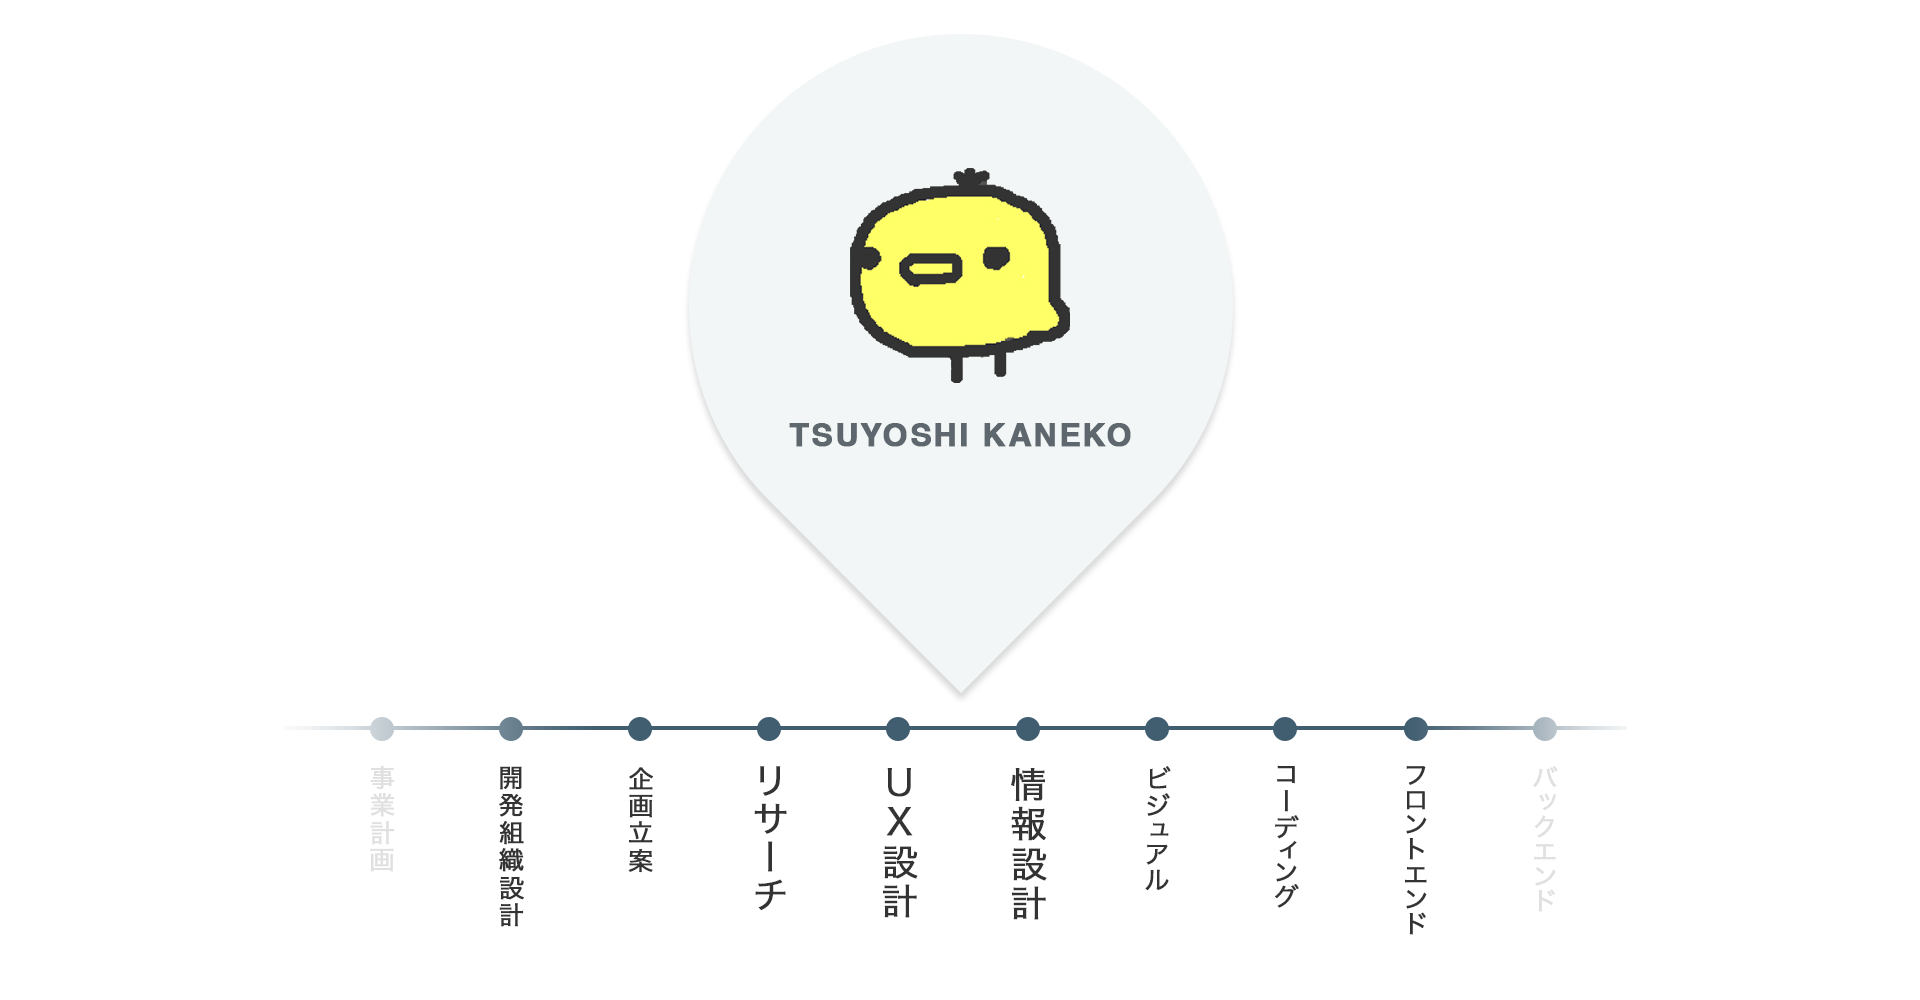 TSUYOSHI KANEKO
事業計画
開発組織設計
企画立案
リサーチ
UX設計
情報設計
ビジュアル
コーディング
フロントエンド
バックエンド